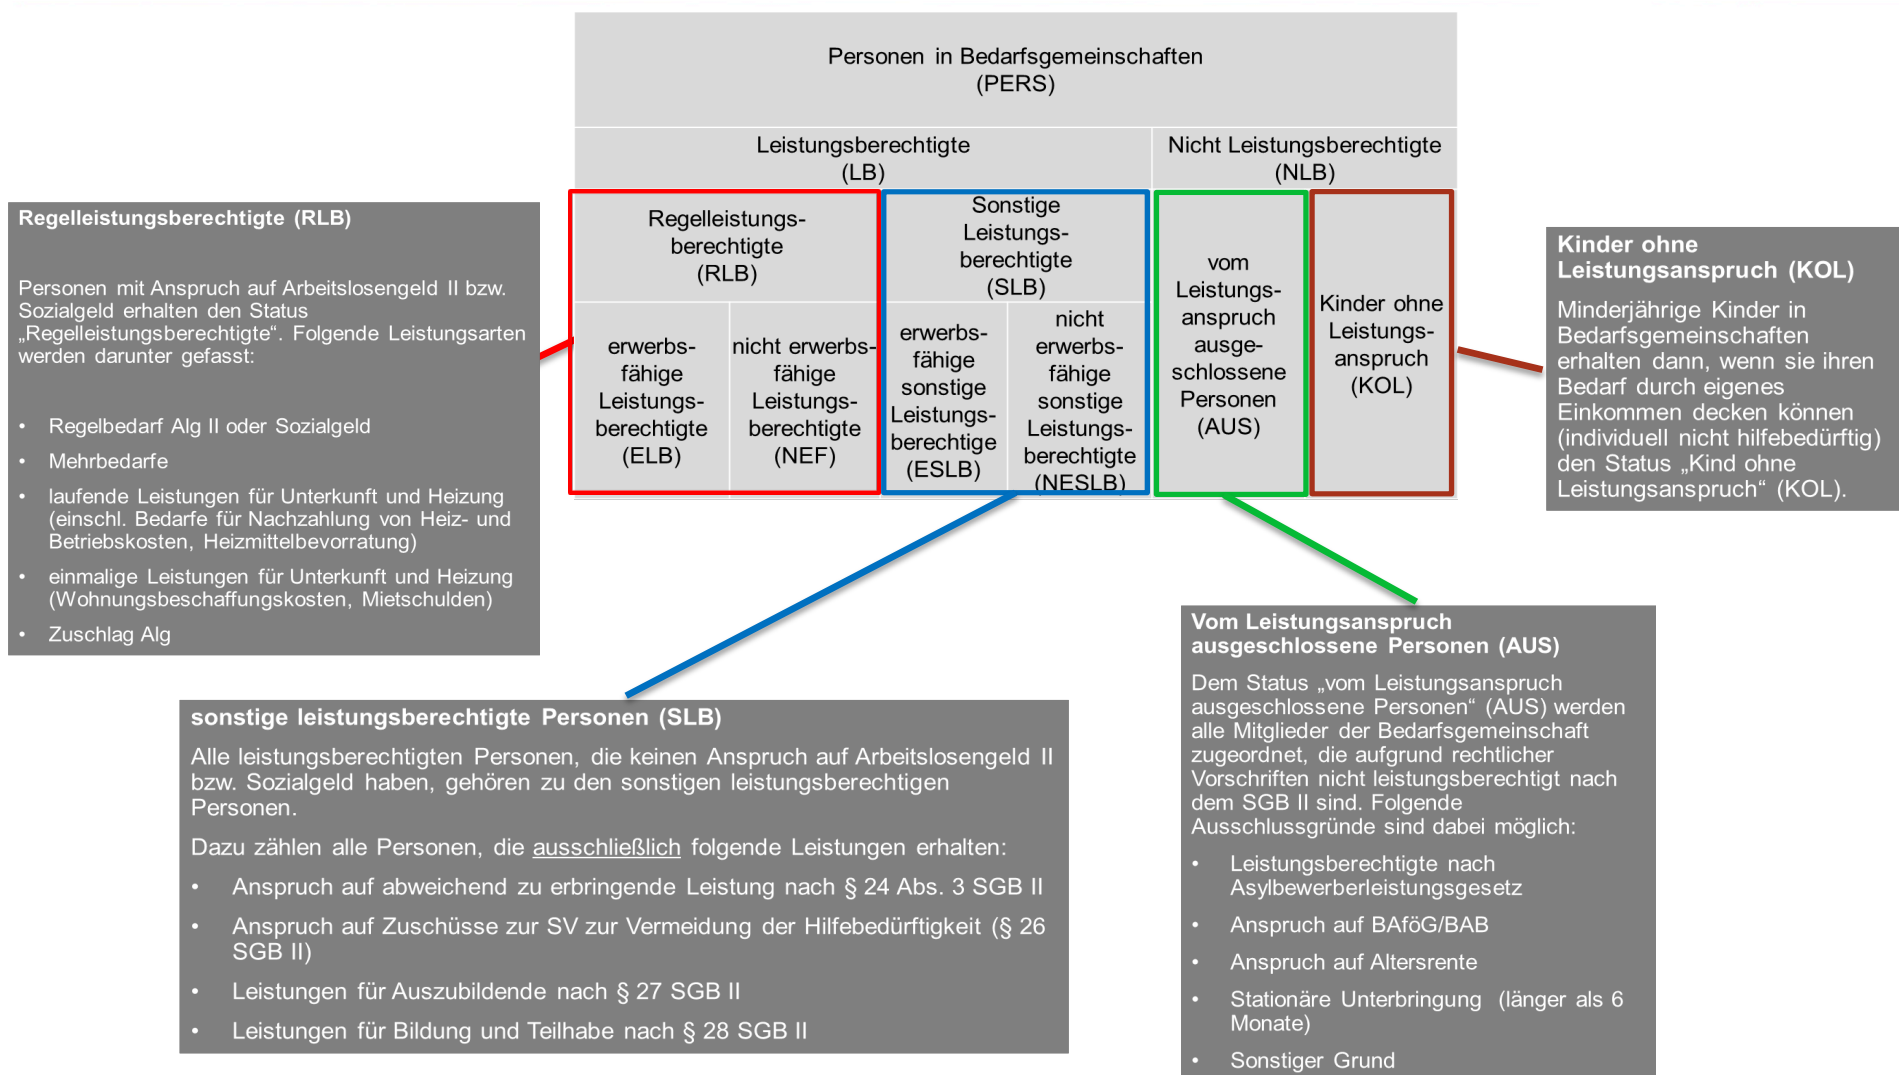 Personen in Bedarfsgemeinschaften
(PERS)
Leistungsberechtigte
(LB)
Nicht Leistungsberechtigte
(NLB)
Regelleistungs-
berechtigte
(RLB)
Sonstige
Leistungs-
berechtigte
(SLB)
erwerbs-
fähige
Leistungs-
berechtigte
(ELB)
nicht erwerbs-
fähige
Leistungs-
berechtigte
(NEF)
erwerbs-
fähige
sonstige
Leistungs-
berechtige
(ESLB)
nicht
erwerbs-
fähige
sonstige
Leistungs-
berechtigte
(NESLB)
vom
Leistungs-
anspruch
ausge-
schlossene
Personen
(AUS)
Kinder ohne
Leistungs-
anspruch
(KOL)
Regelleistungsberechtigte (RLB)
Personen mit Anspruch auf Arbeitslosengeld II bzw.
Sozialgeld erhalten den Status
„Regelleistungsberechtigte“. Folgende Leistungsarten
werden darunter gefasst:
• Regelbedarf Alg II oder Sozialgeld
• Mehrbedarfe
• laufende Leistungen für Unterkunft und Heizung
(einschl. Bedarfe für Nachzahlung von Heiz- und
Betriebskosten, Heizmittelbevorratung)
• einmalige Leistungen für Unterkunft und Heizung
(Wohnungsbeschaffungskosten, Mietschulden)
• Zuschlag Alg
Kinder ohne
Leistungsanspruch (KOL)
Minderjährige Kinder in
Bedarfsgemeinschaften
erhalten dann, wenn sie ihren
Bedarf durch eigenes
Einkommen decken können
(individuell nicht hilfebedürftig)
den Status „Kind ohne
Leistungsanspruch“ (KOL).
sonstige leistungsberechtigte Personen (SLB)
Alle leistungsberechtigten Personen, die keinen Anspruch auf Arbeitslosengeld II
bzw. Sozialgeld haben, gehören zu den sonstigen leistungsberechtigen
Personen.
Dazu zählen alle Personen, die ausschließlich folgende Leistungen erhalten:
• Anspruch auf abweichend zu erbringende Leistung nach § 24 Abs. 3 SGB II
• Anspruch auf Zuschüsse zur SV zur Vermeidung der Hilfebedürftigkeit (§ 26
SGB II)
• Leistungen für Auszubildende nach § 27 SGB II
• Leistungen für Bildung und Teilhabe nach § 28 SGB II
Vom Leistungsanspruch
ausgeschlossene Personen (AUS)
Dem Status „vom Leistungsanspruch
ausgeschlossene Personen“ (AUS) werden
alle Mitglieder der Bedarfsgemeinschaft
zugeordnet, die aufgrund rechtlicher
Vorschriften nicht leistungsberechtigt nach
dem SGB II sind. Folgende
Ausschlussgründe sind dabei möglich:
• Leistungsberechtigte nach
Asylbewerberleistungsgesetz
• Anspruch auf BAföG/BAB
• Anspruch auf Altersrente
• Stationäre Unterbringung (länger als 6
Monate)
• Sonstiger Grund